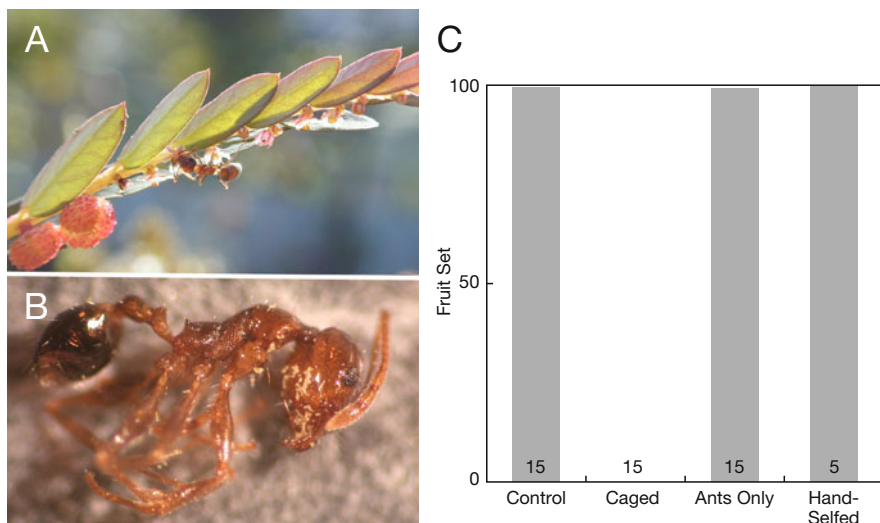 A
B
C
100
50
0
Fruit Set
15
15
15
5
Control
Caged
Ants Only
Hand-
Selfed